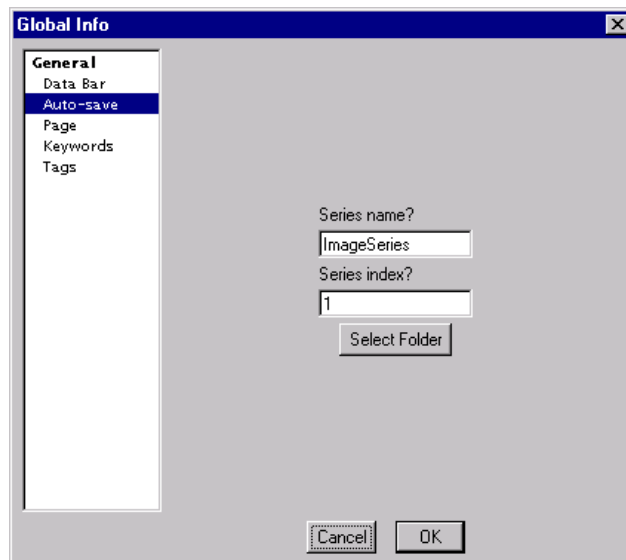 Global Info
General
Data Bar
Auto-save
Page
Keywords
Tags
Series name?
ImageSeries
Series index?
1
Select Folder
Cancel OK